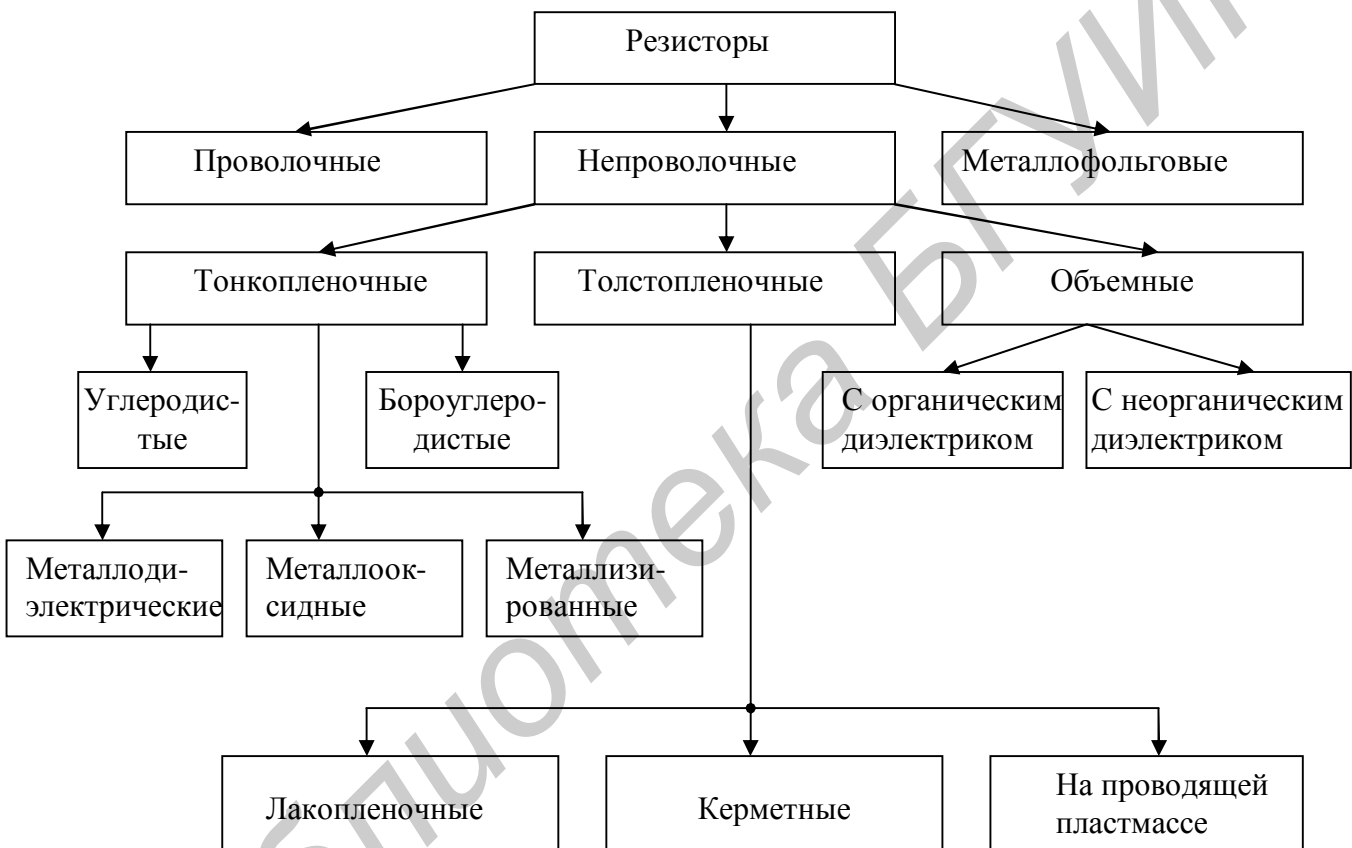 Резисторы
Проволочные
Непроволочные
Металлофольговые
Тонкопленочные
Толстопленочные
Объемные
Углеродис-
тые
Бороуглеро-
дистые
С органическим
диэлектриком
С неорганическим
диэлектриком
Металлоди-
электрические
Металлоок-
сидные
Металлизи-
рованные
Лакопленочные
Керметные
На проводящей
пластмассе
БГУИ